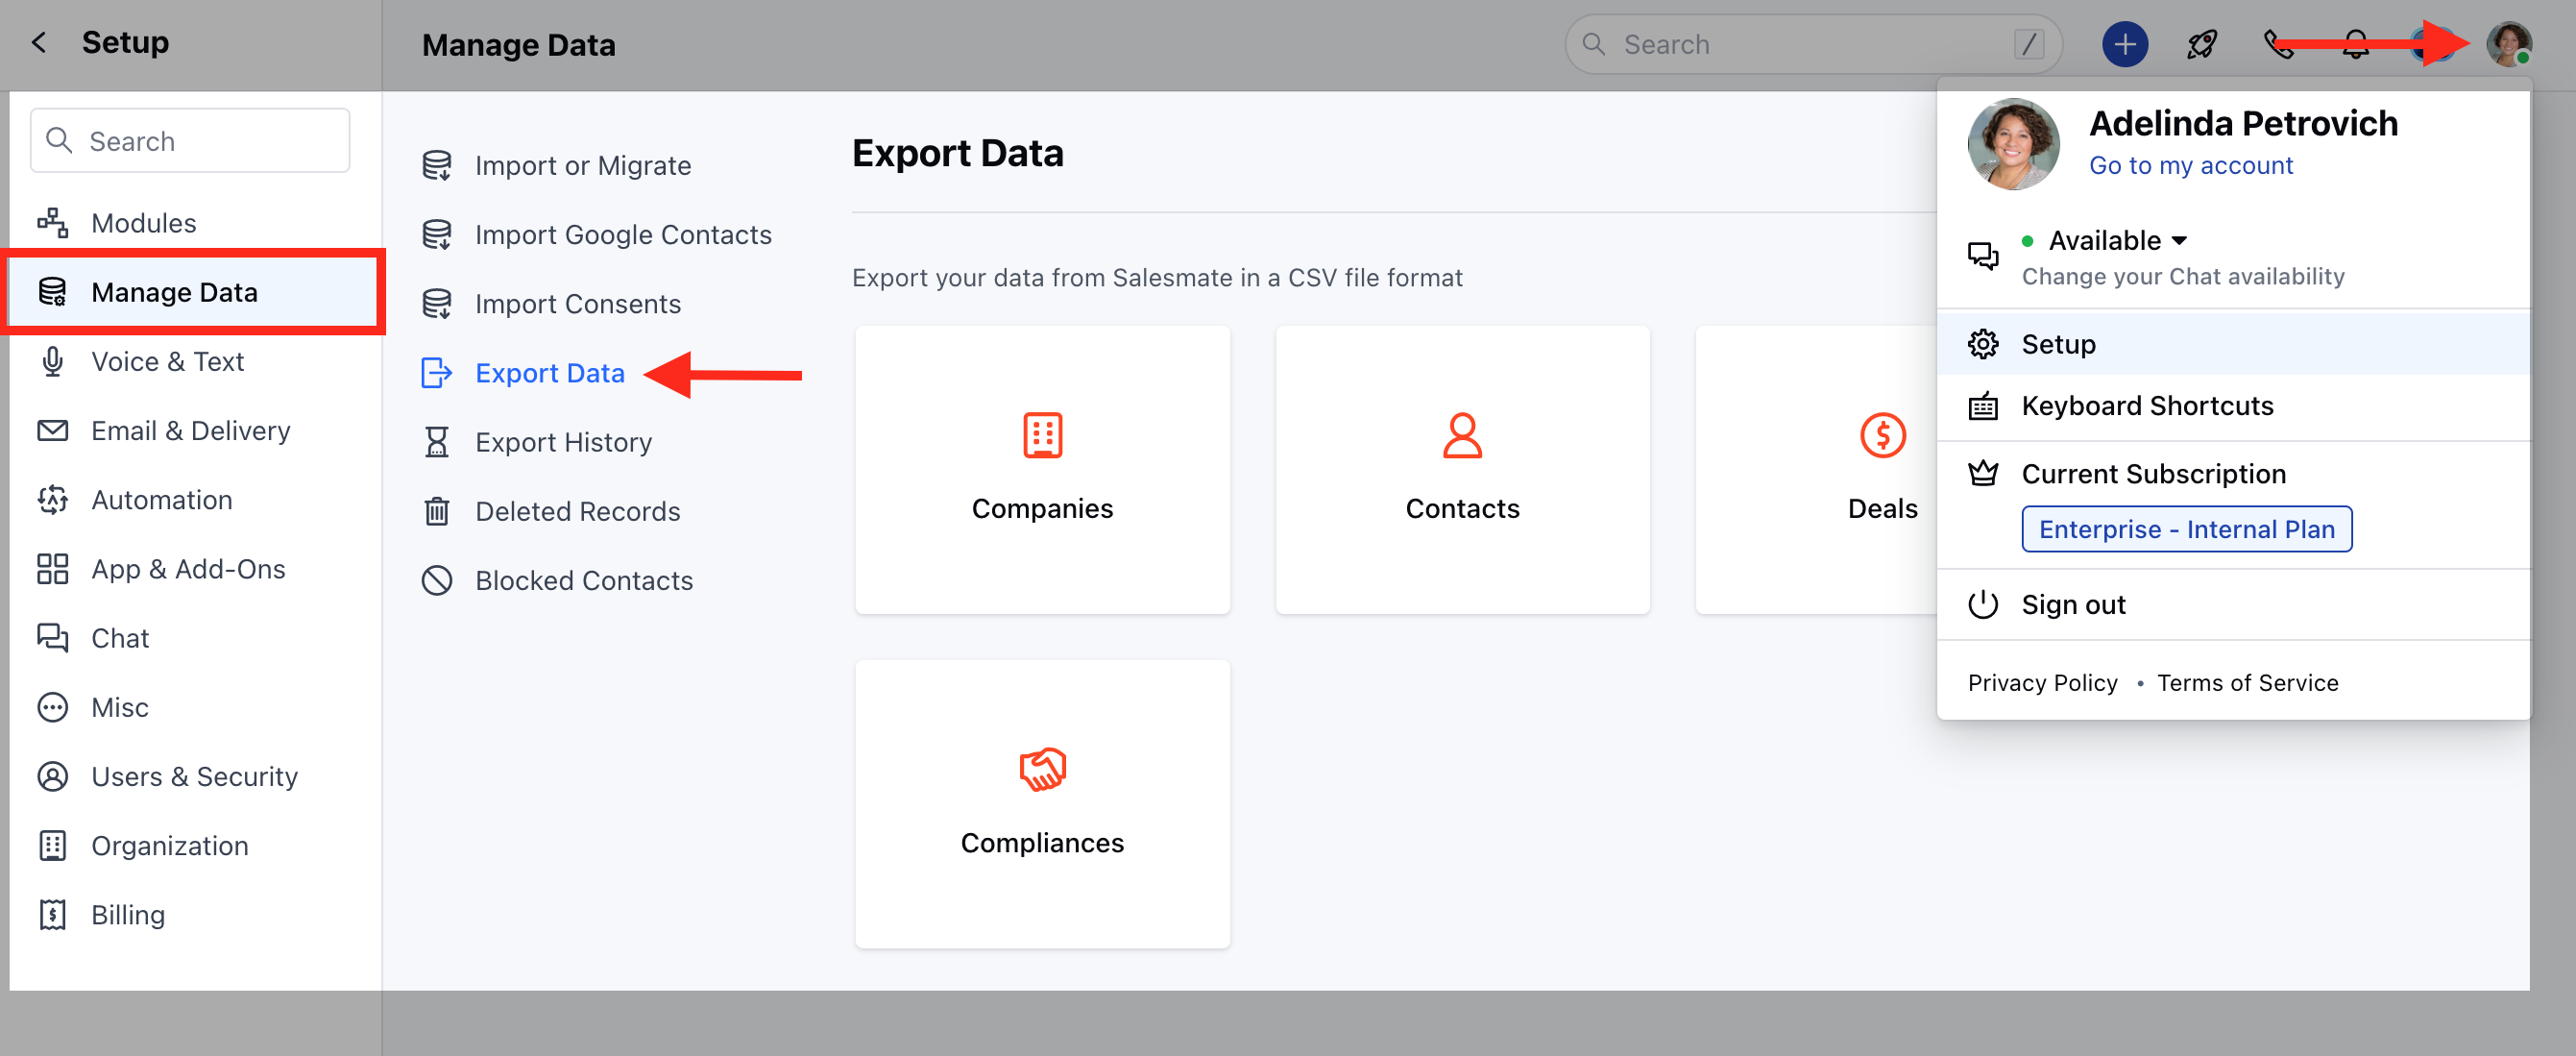 Setup
Manage Data
Search
/
Search
Modules
Manage Data
Voice & Text
Email & Delivery
Automation
App & Add-Ons
Chat
Misc
Users & Security
Organization
Billing
Import or Migrate
Import Google Contacts
Import Consents
Export Data
Export History
Deleted Records
Blocked Contacts
Export Data
Export your data from Salesmate in a CSV file format
Companies
Contacts
Deals
Compliances
Adelinda Petrovich
Go to my account
Available
Change your Chat availability
Setup
Keyboard Shortcuts
Current Subscription
Enterprise - Internal Plan
Sign out
Privacy Policy • Terms of Service